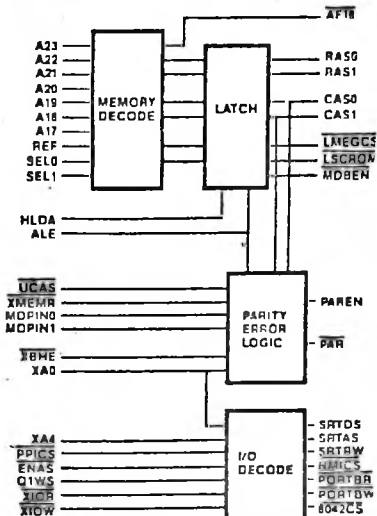 AF16
A23
A22
A21
A20
A19
A18
A17
REF
SEL0
SEL1
MEMORY
DECODE
LATCH
RAS0
RAS1
CAS0
CAS1
LMEGCS
LSCROM
MDBEN
HLDA
ALE
UCAS
XMEMR
MDPIN0
MDPIN1
XBHE
XA0
PARITY
ERROR
LOGIC
PAREN
PAR
XA4
PPICS
ENAS
Q1WS
XIOR
XIOW
I/O
DECODE
SRTDS
SRTAS
SRTRW
NMICS
PORTBR
PORTBW
8042CS